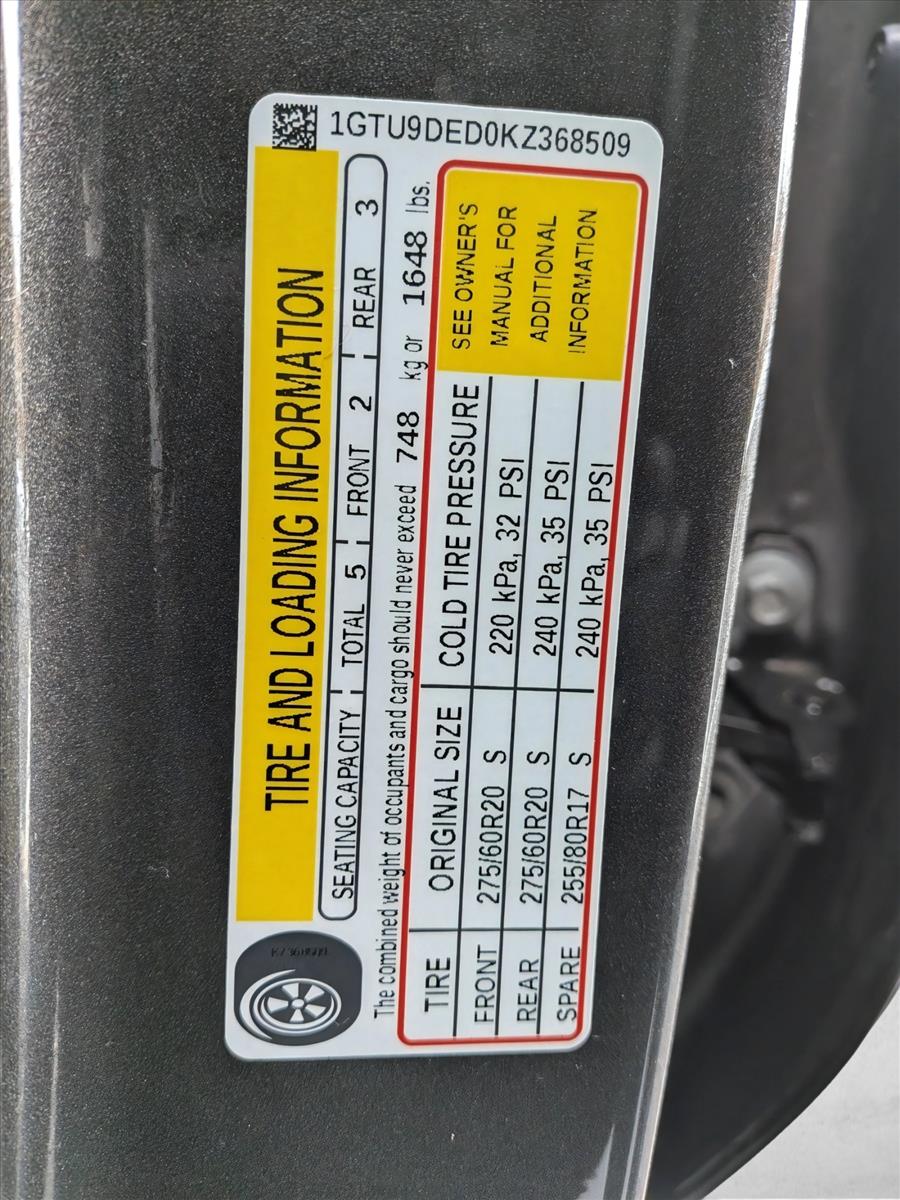 1GTU9DED0KZ368509
TIRE AND LOADING INFORMATION
SEATING CAPACITY TOTAL 5 FRONT 2 REAR 3
The combined weight of occupants and cargo should never exceed 748 kg or 1648 lbs.
TIRE ORIGINAL SIZE COLD TIRE PRESSURE
FRONT 275/60R20 S 220 kPa, 32 PSI
REAR 275/60R20 S 240 kPa, 35 PSI
SPARE 255/80R17 S 240 kPa, 35 PSI
SEE OWNER'S
MANUAL FOR
ADDITIONAL
INFORMATION